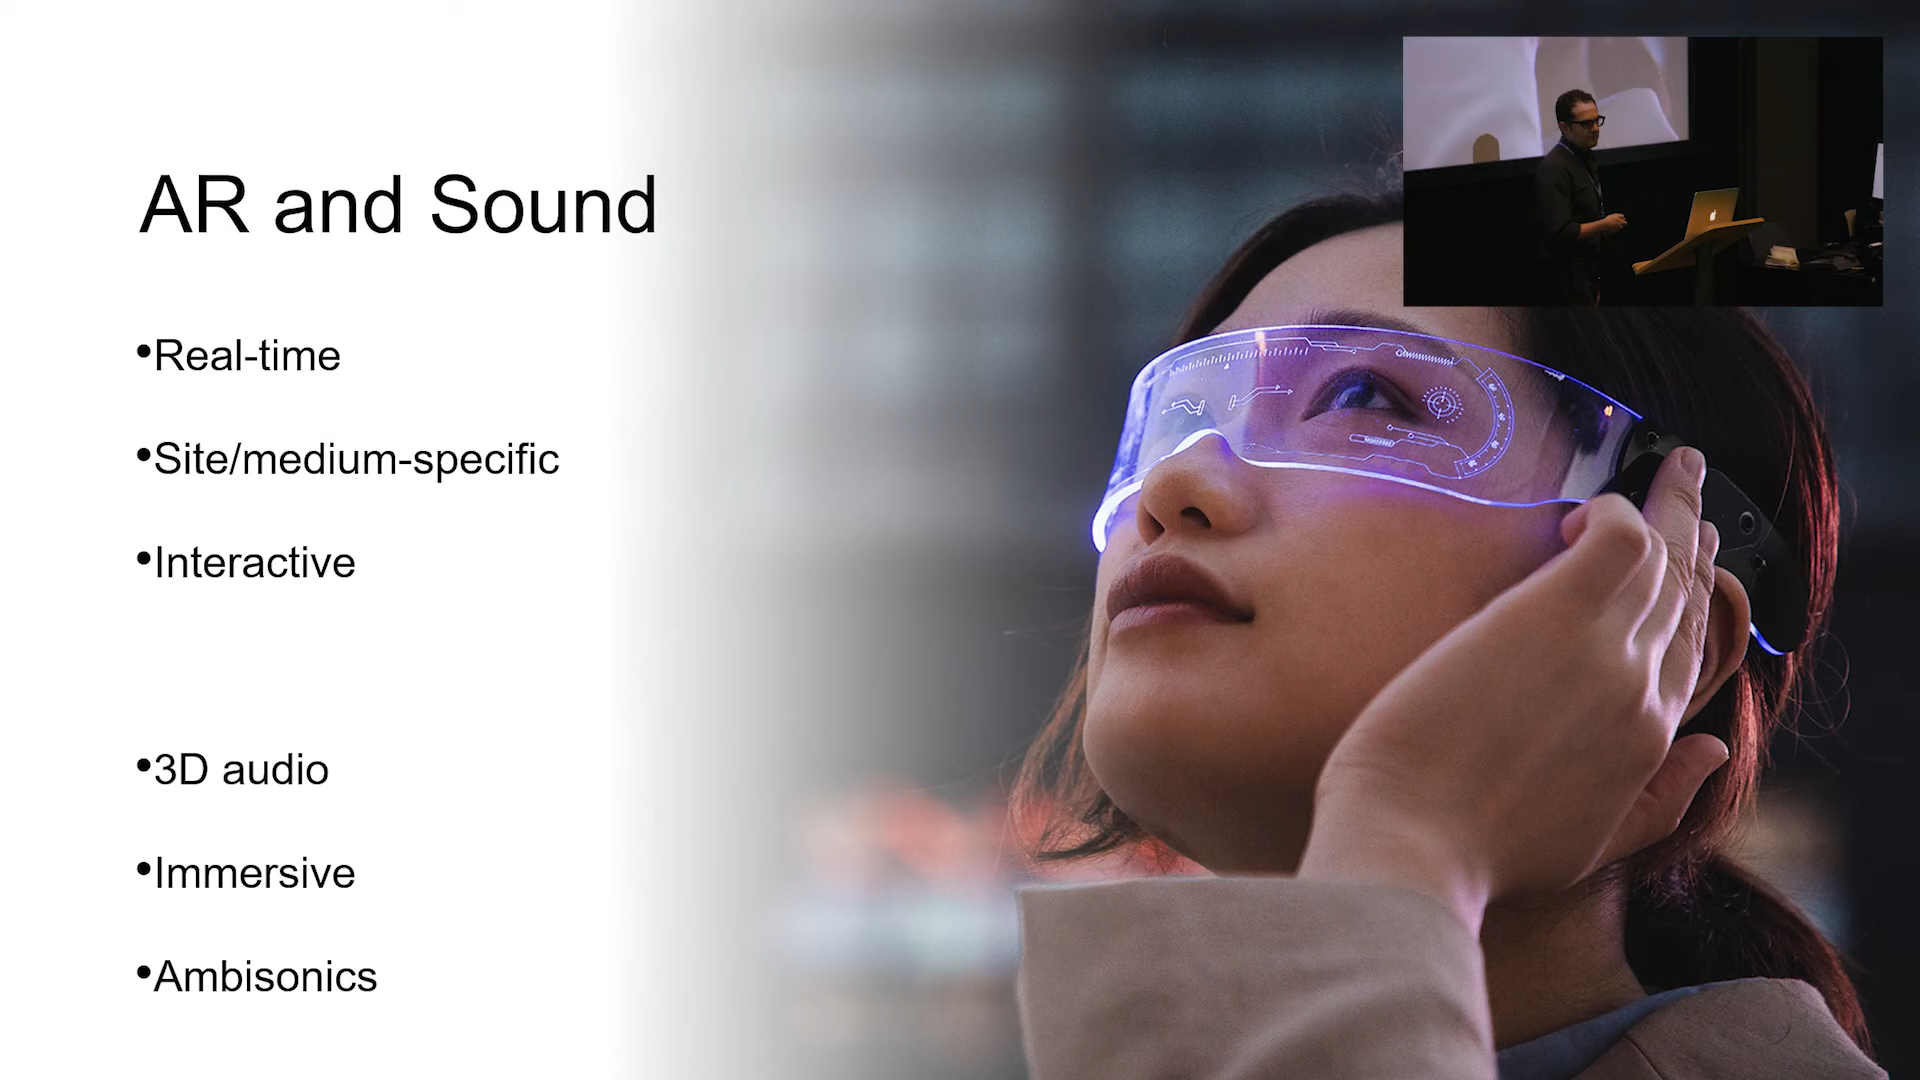 AR and Sound
•Real-time
•Site/medium-specific
•Interactive
•3D audio
•Immersive
•Ambisonics